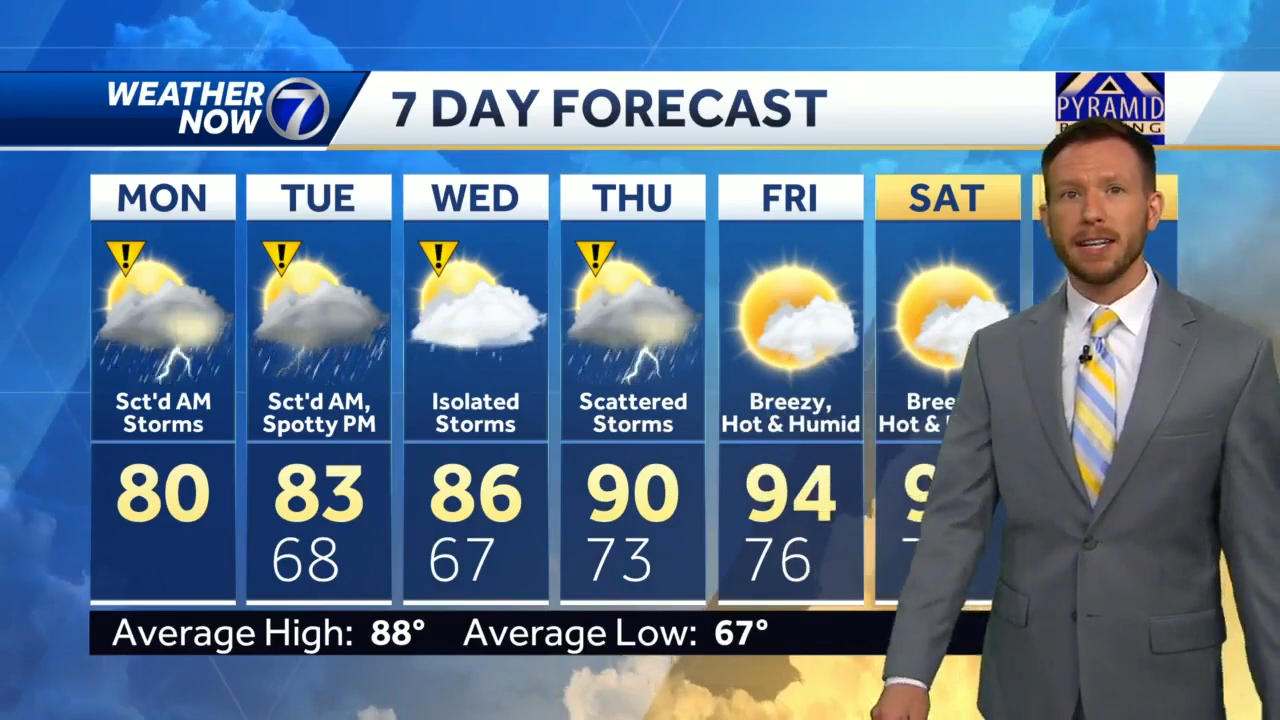 WEATHER
NOW 7
7 DAY FORECAST
PYRAMID
MON TUE WED THU FRI SAT
! ! ! !
Sct'd AM Sct'd AM, Isolated Scattered Breezy,
Storms Spotty PM Storms Storms Hot & Humid Hot &
80 83 86 90 94
68 67 73 76
Average High: 88° Average Low: 67°